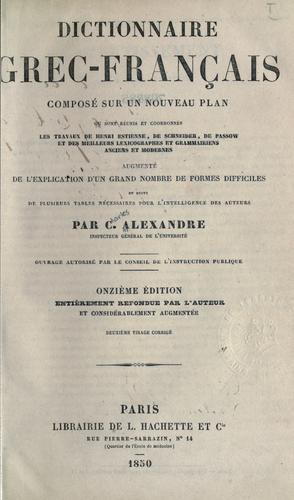 DICTIONNAIRE
GREC-FRANÇAIS
COMPOSÉ SUR UN NOUVEAU PLAN
OÙ SONT RÉUNIS ET COORDONNÉS
LES TRAVAUX DE HENRI ESTIENNE, DE SCHNEIDER, DE PASSOW
ET DES MEILLEURS LEXICOGRAPHES ET GRAMMAIRIENS
ANCIENS ET MODERNES
AUGMENTÉ
DE L'EXPLICATION D'UN GRAND NOMBRE DE FORMES DIFFICILES
ET SUIVI
DE PLUSIEURS TABLES NÉCESSAIRES POUR L'INTELLIGENCE DES AUTEURS
Charles
PAR C. ALEXANDRE
INSPECTEUR GÉNÉRAL DE L'UNIVERSITÉ
OUVRAGE AUTORISÉ PAR LE CONSEIL DE L'INSTRUCTION PUBLIQUE
ONZIÈME ÉDITION
ENTIÈREMENT REFONDUE PAR L'AUTEUR
ET CONSIDÉRABLEMENT AUGMENTÉE
DEUXIÈME TIRAGE CORRIGÉ
PARIS
LIBRAIRIE DE L. HACHETTE ET Cie
RUE PIERRE-SARRAZIN, N° 14
(Quartier de l'École de médecine)
1850